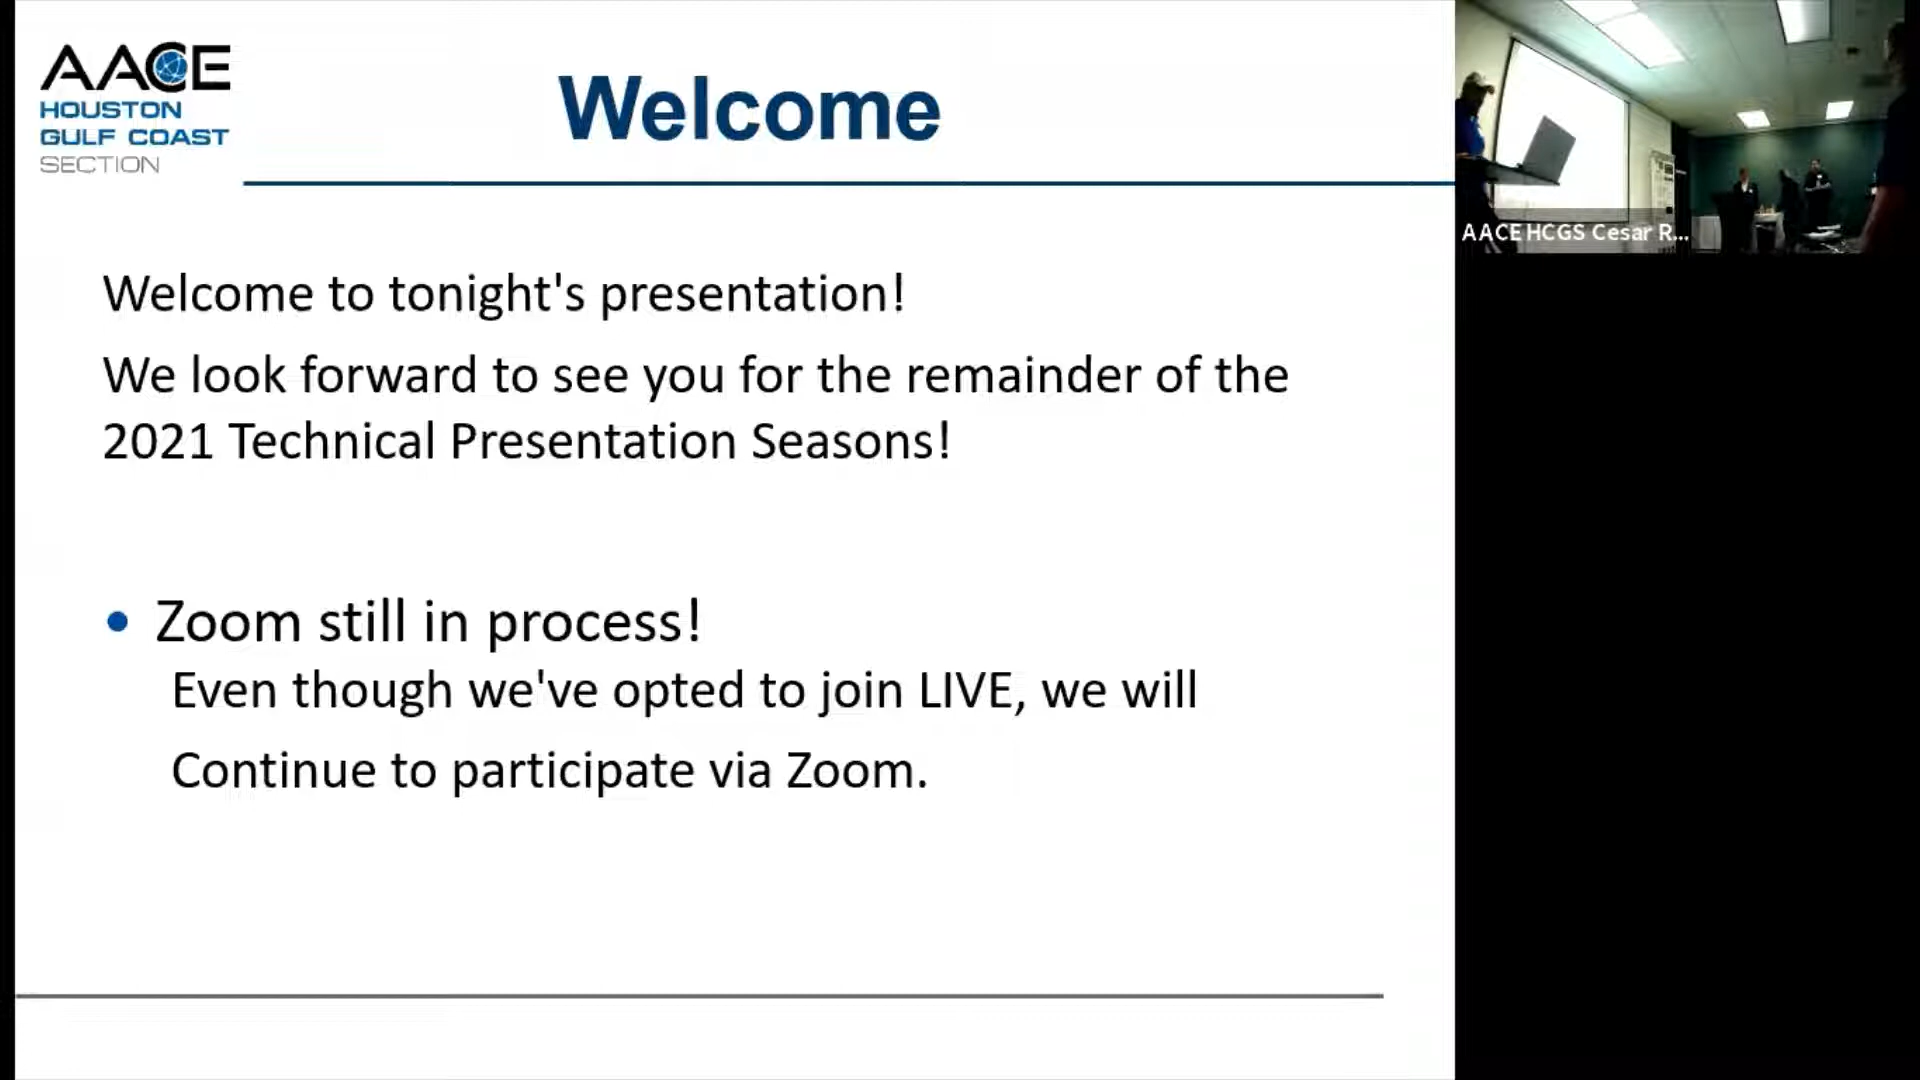 AACE
HOUSTON
GULF COAST
SECTION
Welcome
Welcome to tonight's presentation!
We look forward to see you for the remainder of the
2021 Technical Presentation Seasons!
• Zoom still in process!
Even though we've opted to join LIVE, we will
Continue to participate via Zoom.
AACE HCGS Cesar R...